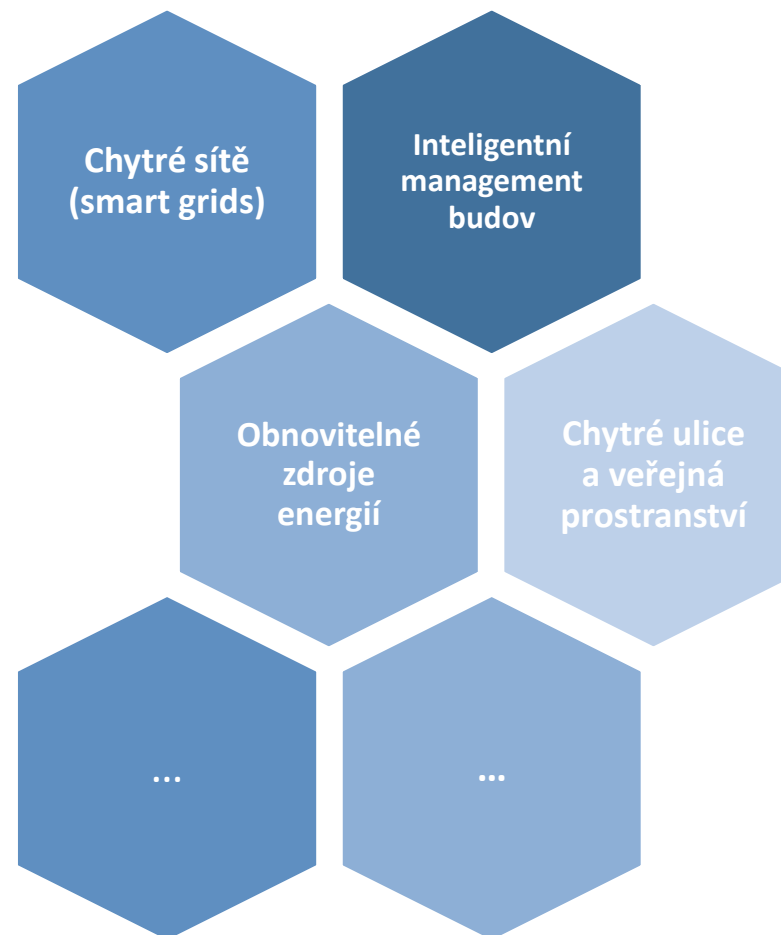 Chytré sítě
(smart grids)
Inteligentní
management
budov
Obnovitelné
zdroje
energií
Chytré ulice
a veřejná
prostranství
...
...